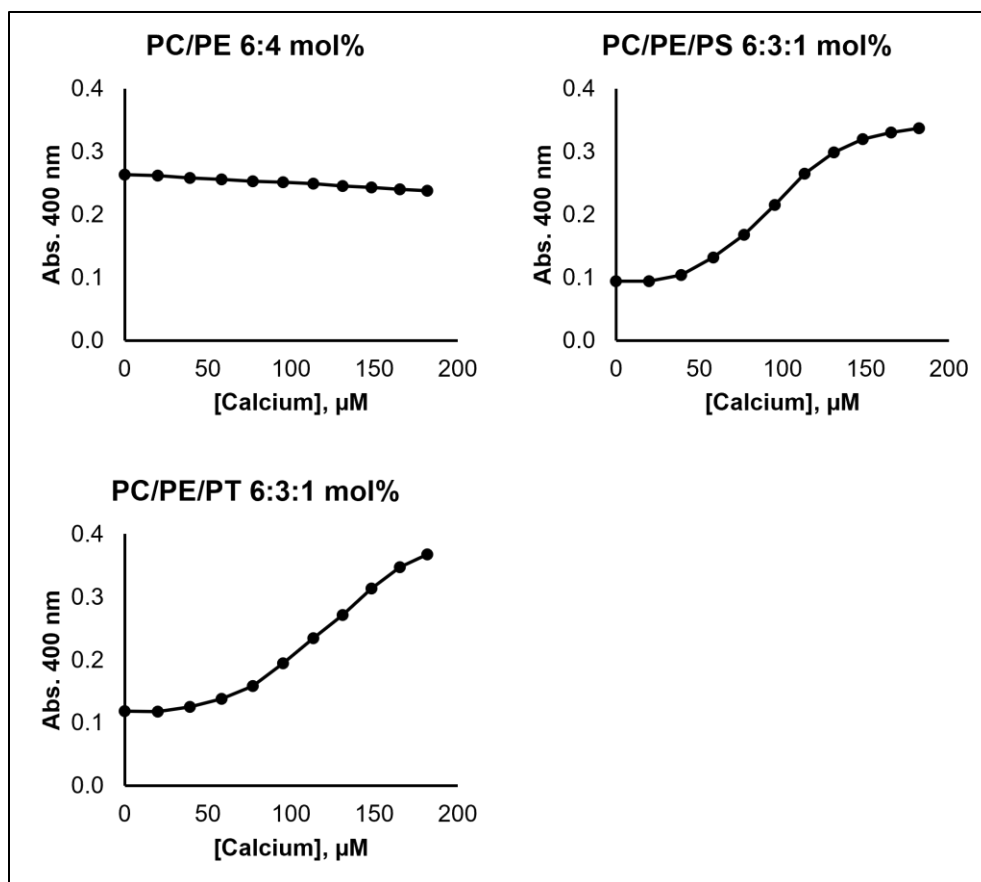 PC/PE 6:4 mol%
0.4
0.3
0.2
0.1
0.0
Abs. 400 nm
0 50 100 150 200
[Calcium], µM
PC/PE/PS 6:3:1 mol%
0.4
0.3
0.2
0.1
0.0
Abs. 400 nm
0 50 100 150 200
[Calcium], µM
PC/PE/PT 6:3:1 mol%
0.4
0.3
0.2
0.1
0.0
Abs. 400 nm
0 50 100 150 200
[Calcium], µM